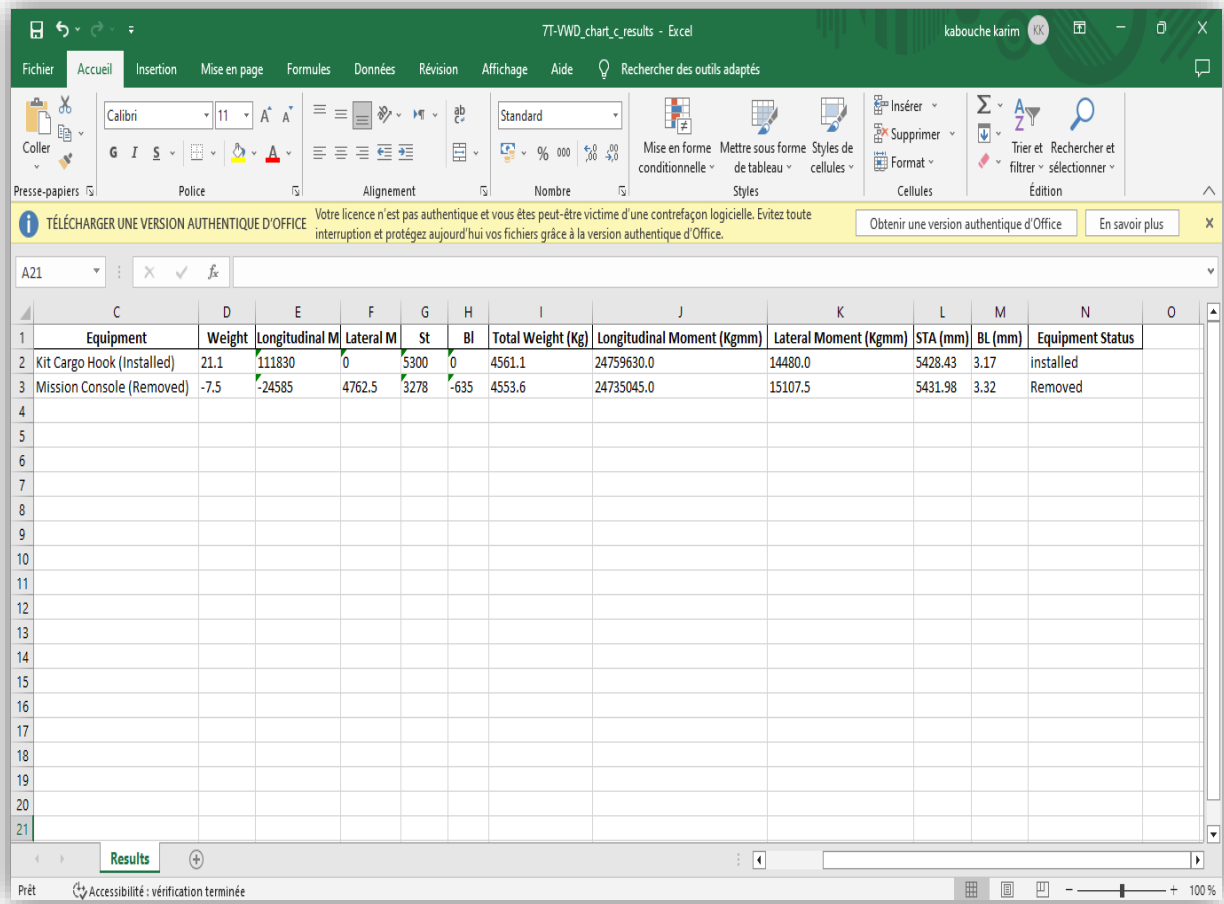 7T-VWD_chart_c_results - Excel
kabouche karim KK
Fichier Accueil Insertion Mise en page Formules Données Révision Affichage Aide Rechercher des outils adaptés
Coller
Calibri 11 A A
G I S
ab
Standard
% 000
Mise en forme conditionnelle
Mettre sous forme de tableau
Styles de cellules
Insérer
Supprimer
Format
Trier et filtrer
Rechercher et sélectionner
Presse-papiers Police Alignement Nombre Styles Cellules Édition
TÉLÉCHARGER UNE VERSION AUTHENTIQUE D'OFFICE
Votre licence n'est pas authentique et vous êtes peut-être victime d'une contrefaçon logicielle. Evitez toute
interruption et protégez aujourd'hui vos fichiers grâce à la version authentique d'Office.
Obtenir une version authentique d'Office
En savoir plus
A21 fx
C D E F G H I J K L M N O
1 Equipment Weight Longitudinal M Lateral M St Bl Total Weight (Kg) Longitudinal Moment (Kgmm) Lateral Moment (Kgmm) STA (mm) BL (mm) Equipment Status
2 Kit Cargo Hook (Installed) 21.1 111830 0 5300 0 4561.1 24759630.0 14480.0 5428.43 3.17 installed
3 Mission Console (Removed) -7.5 -24585 4762.5 3278 -635 4553.6 24735045.0 15107.5 5431.98 3.32 Removed
4
5
6
7
8
9
10
11
12
13
14
15
16
17
18
19
20
21
Results
Prêt Accessibilité : vérification terminée 100 %